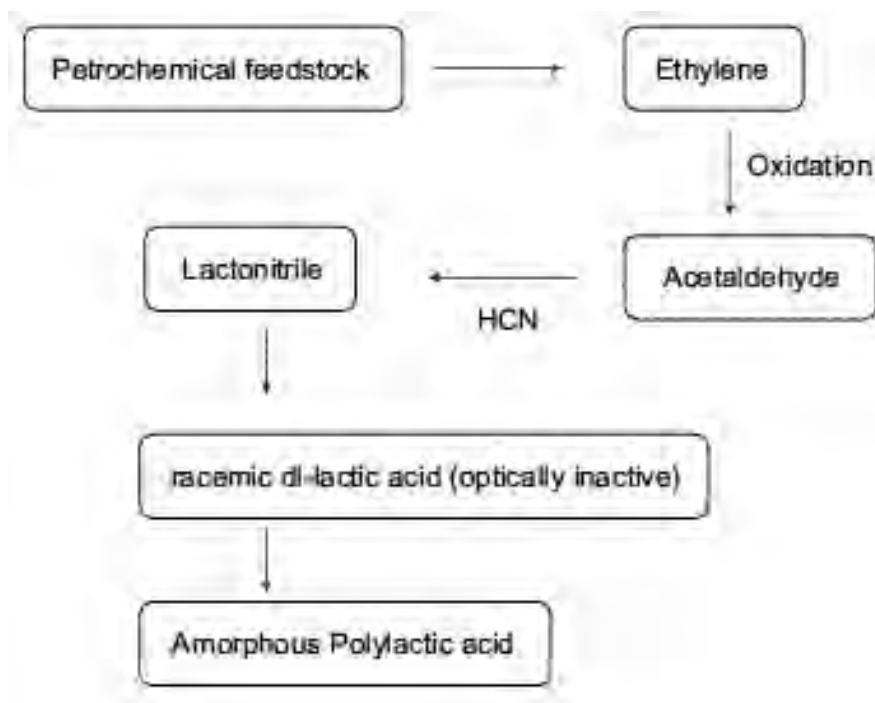 Petrochemical feedstock
Ethylene
Oxidation
Acetaldehyde
HCN
Lactonitrile
racemic dl-lactic acid (optically inactive)
Amorphous Polylactic acid